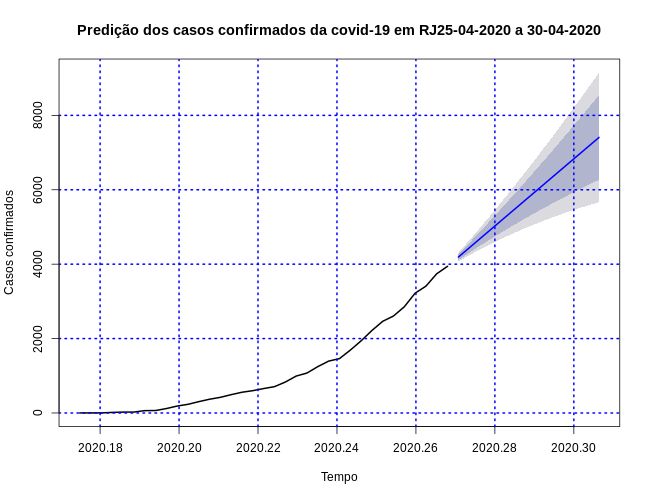 Predição dos casos confirmados da covid-19 em RJ25-04-2020 a 30-04-2020
Casos confirmados
8000
6000
4000
2000
0
2020.18 2020.20 2020.22 2020.24 2020.26 2020.28 2020.30
Tempo